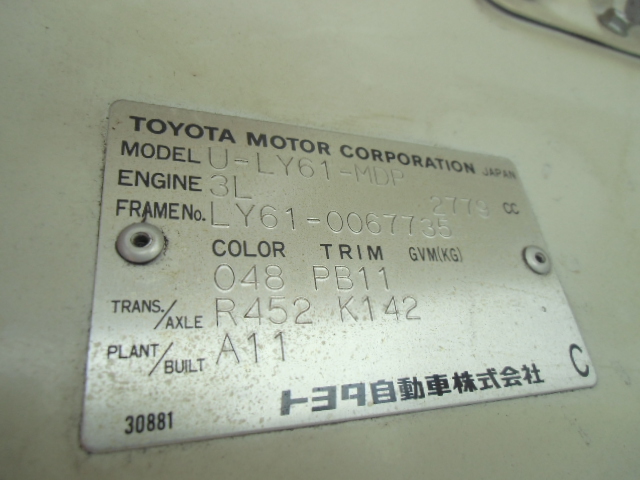 TOYOTA MOTOR CORPORATION JAPAN
MODEL U-LY61-MDP
ENGINE 3L 2779 CC
FRAME No. LY61-0067735
COLOR TRIM GVM(KG)
048 PB11
TRANS./AXLE R452 K142
PLANT/BUILT A11
C
トヨタ自動車株式会社
30881